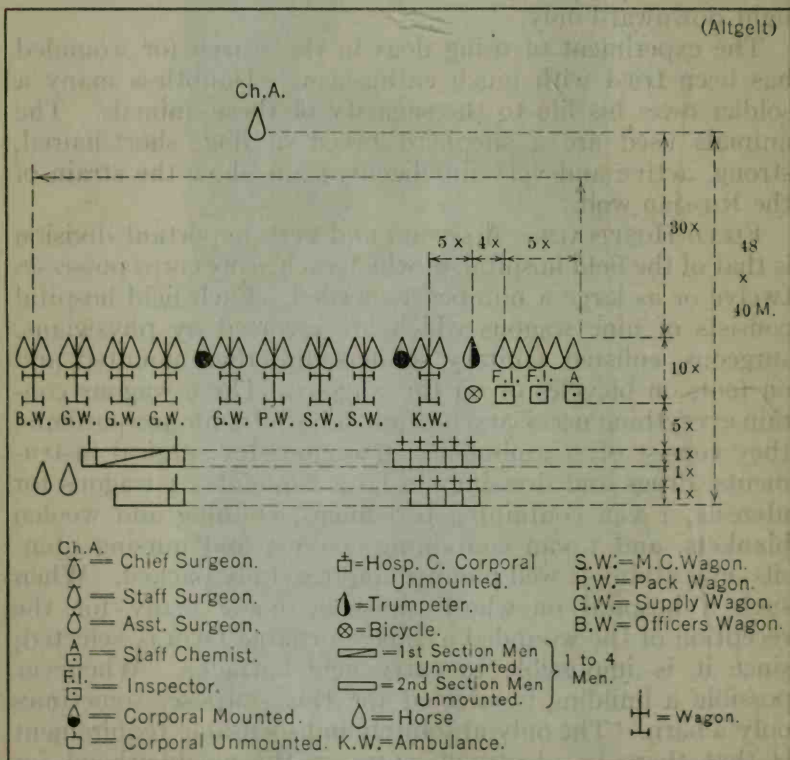 (Altgelt)
Ch.A.
30×
5× 4× 5×
48
×
40 M.
10×
F.I. F.I. A
B.W. G.W. G.W. G.W. G.W. P.W. S.W. S.W. K.W.
5×
1×
1×
1×
Ch.A.
= Chief Surgeon.
= Staff Surgeon.
= Asst. Surgeon.
A
= Staff Chemist.
F.I.
= Inspector.
= Corporal Mounted.
= Corporal Unmounted.
=Hosp. C. Corporal
Unmounted.
=Trumpeter.
=Bicycle.
=1st Section Men
Unmounted.
=2nd Section Men
Unmounted.
1 to 4
Men.
=Horse
K.W.=Ambulance.
S.W.=M.C.Wagon.
P.W.=Pack Wagon.
G.W.=Supply Wagon.
B.W.=Officers Wagon.
=Wagon.